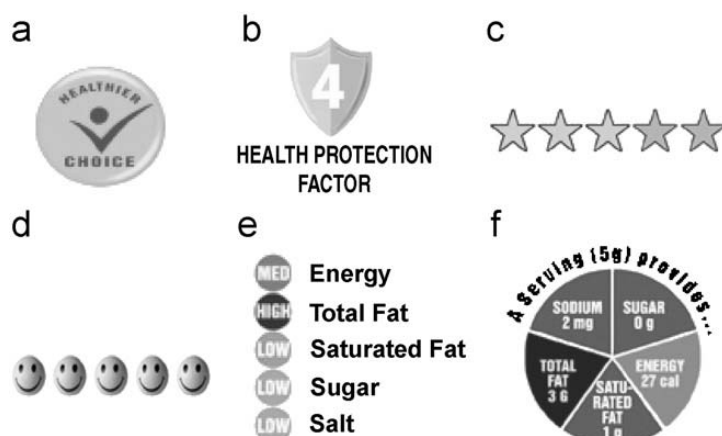 a
HEALTHIER
CHOICE
b
4
HEALTH PROTECTION
FACTOR
c
d
e
MED Energy
HIGH Total Fat
LOW Saturated Fat
LOW Sugar
LOW Salt
f
A serving (5g) provides...
SODIUM
2 mg
SUGAR
0 g
TOTAL
FAT
3 G
ENERGY
27 cal
SATU-
RATED
FAT
1 g